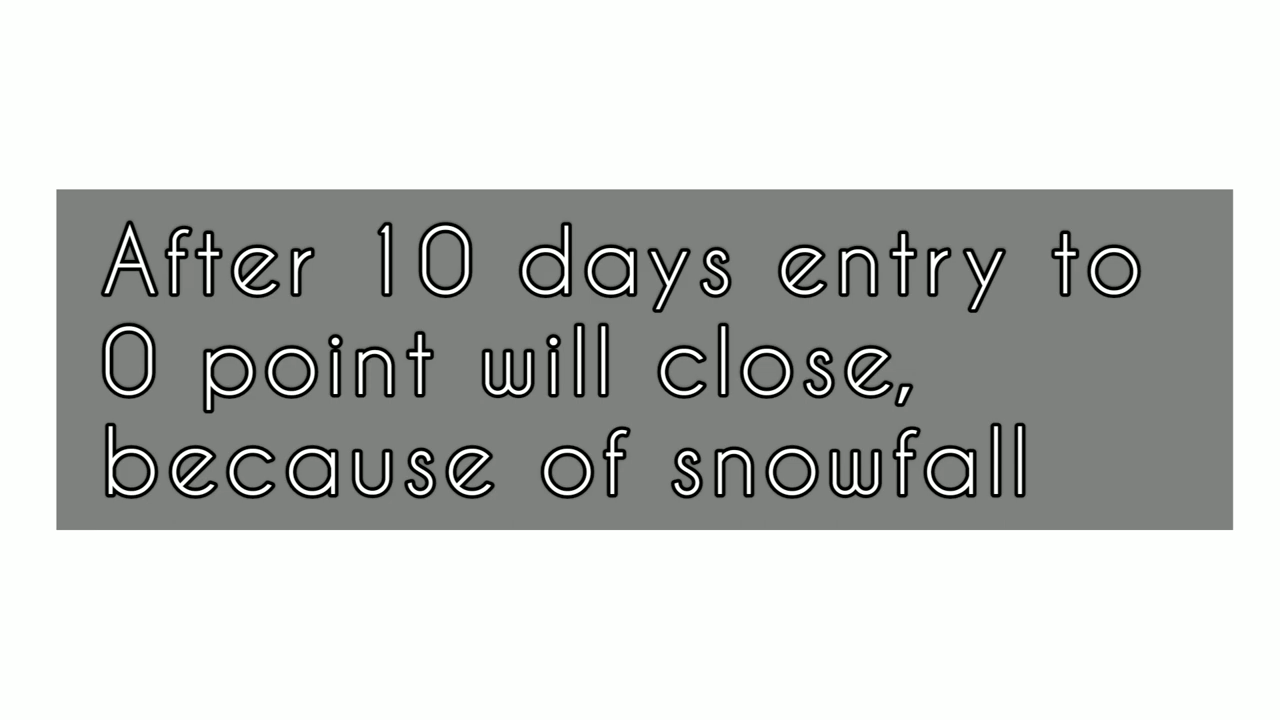 After 10 days entry to
0 point will close,
because of snowfall